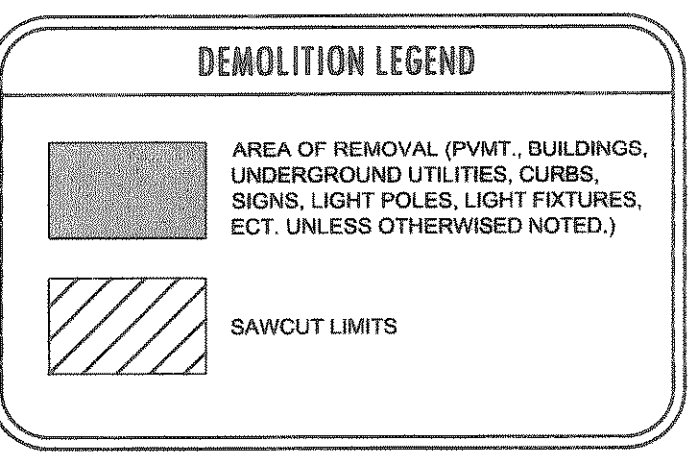 DEMOLITION LEGEND
AREA OF REMOVAL (PVMT., BUILDINGS,
UNDERGROUND UTILITIES, CURBS,
SIGNS, LIGHT POLES, LIGHT FIXTURES,
ECT. UNLESS OTHERWISED NOTED.)
SAWCUT LIMITS